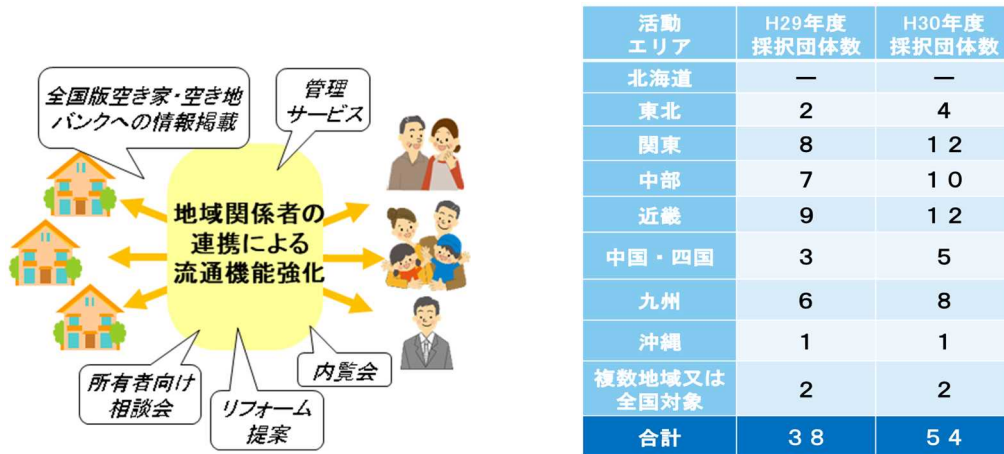 全国版空き家・空き地
バンクへの情報掲載
管理
サービス
地域関係者の
連携による
流通機能強化
所有者向け
相談会
リフォーム
提案
内覧会
活動
エリア
H29年度
採択団体数
H30年度
採択団体数
北海道 ー ー
東北 2 4
関東 8 12
中部 7 10
近畿 9 12
中国・四国 3 5
九州 6 8
沖縄 1 1
複数地域又は
全国対象 2 2
合計 38 54